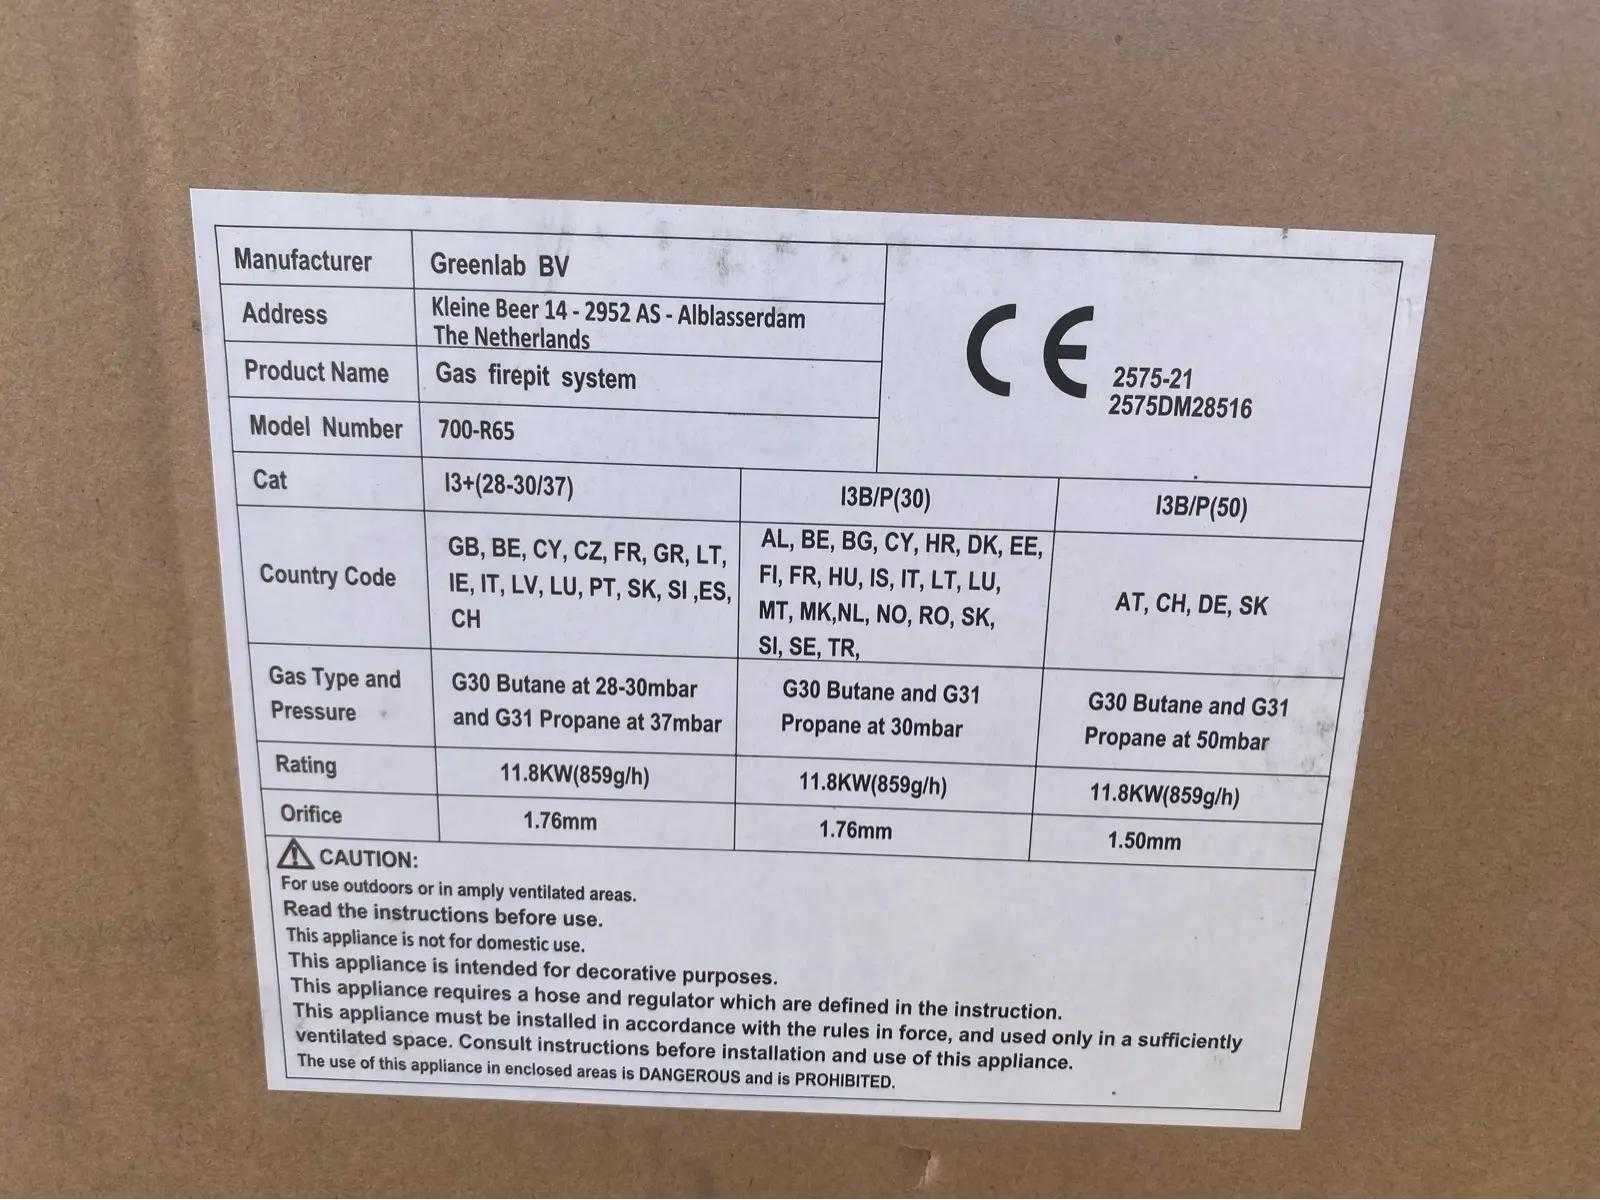 Manufacturer Greenlab BV
Address Kleine Beer 14 - 2952 AS - Alblasserdam
The Netherlands
CE 2575-21
2575DM28516
Product Name Gas firepit system
Model Number 700-R65
Cat I3+(28-30/37) I3B/P(30) I3B/P(50)
Country Code
GB, BE, CY, CZ, FR, GR, LT,
IE, IT, LV, LU, PT, SK, SI ,ES,
CH
AL, BE, BG, CY, HR, DK, EE,
FI, FR, HU, IS, IT, LT, LU,
MT, MK,NL, NO, RO, SK,
SI, SE, TR,
AT, CH, DE, SK
Gas Type and
Pressure
G30 Butane at 28-30mbar
and G31 Propane at 37mbar
G30 Butane and G31
Propane at 30mbar
G30 Butane and G31
Propane at 50mbar
Rating 11.8KW(859g/h) 11.8KW(859g/h) 11.8KW(859g/h)
Orifice 1.76mm 1.76mm 1.50mm
CAUTION:
For use outdoors or in amply ventilated areas.
Read the instructions before use.
This appliance is not for domestic use.
This appliance is intended for decorative purposes.
This appliance requires a hose and regulator which are defined in the instruction.
This appliance must be installed in accordance with the rules in force, and used only in a sufficiently
ventilated space. Consult instructions before installation and use of this appliance.
The use of this appliance in enclosed areas is DANGEROUS and is PROHIBITED.